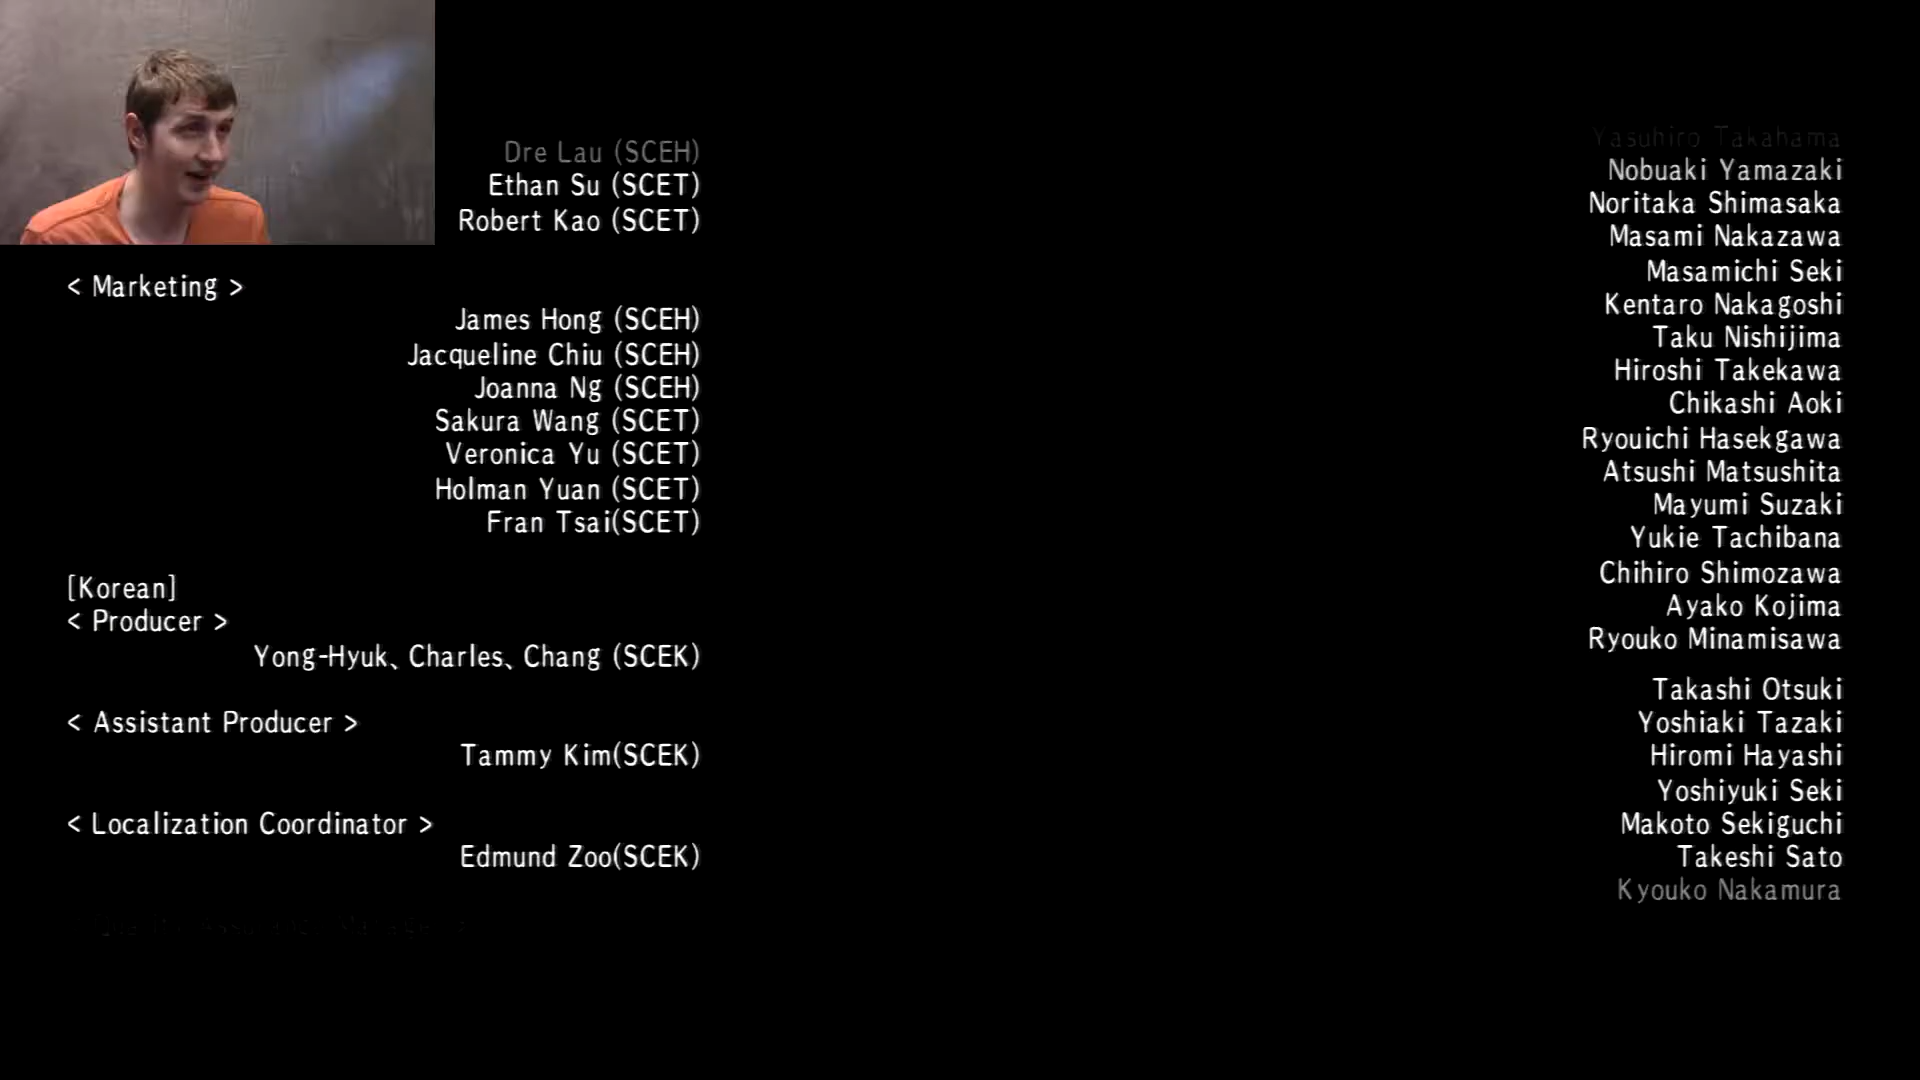 Dre Lau (SCEH)
Ethan Su (SCET)
Robert Kao (SCET)
< Marketing >
James Hong (SCEH)
Jacqueline Chiu (SCEH)
Joanna Ng (SCEH)
Sakura Wang (SCET)
Veronica Yu (SCET)
Holman Yuan (SCET)
Fran Tsai(SCET)
[Korean]
< Producer >
Yong-Hyuk、Charles、Chang (SCEK)
< Assistant Producer >
Tammy Kim(SCEK)
< Localization Coordinator >
Edmund Zoo(SCEK)
Yasuhiro Takahama
Nobuaki Yamazaki
Noritaka Shimasaka
Masami Nakazawa
Masamichi Seki
Kentaro Nakagoshi
Taku Nishijima
Hiroshi Takekawa
Chikashi Aoki
Ryouichi Hasekgawa
Atsushi Matsushita
Mayumi Suzaki
Yukie Tachibana
Chihiro Shimozawa
Ayako Kojima
Ryouko Minamisawa
Takashi Otsuki
Yoshiaki Tazaki
Hiromi Hayashi
Yoshiyuki Seki
Makoto Sekiguchi
Takeshi Sato
Kyouko Nakamura